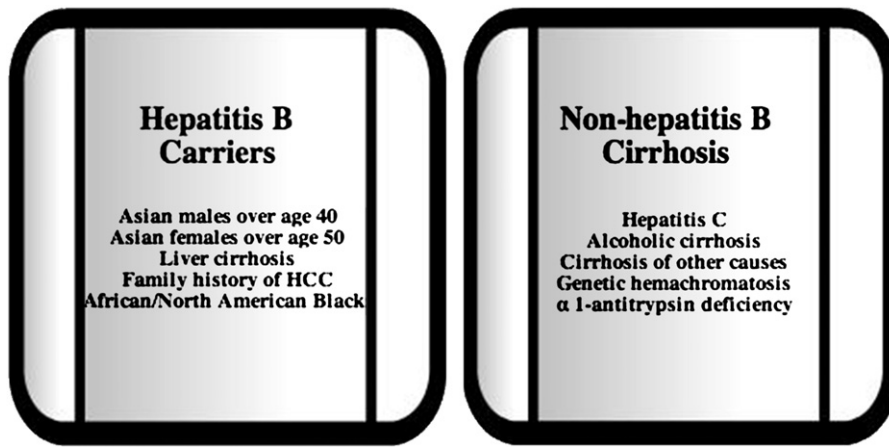 Hepatitis B
Carriers
Asian males over age 40
Asian females over age 50
Liver cirrhosis
Family history of HCC
African/North American Black
Non-hepatitis B
Cirrhosis
Hepatitis C
Alcoholic cirrhosis
Cirrhosis of other causes
Genetic hemachromatosis
α 1-antitrypsin deficiency